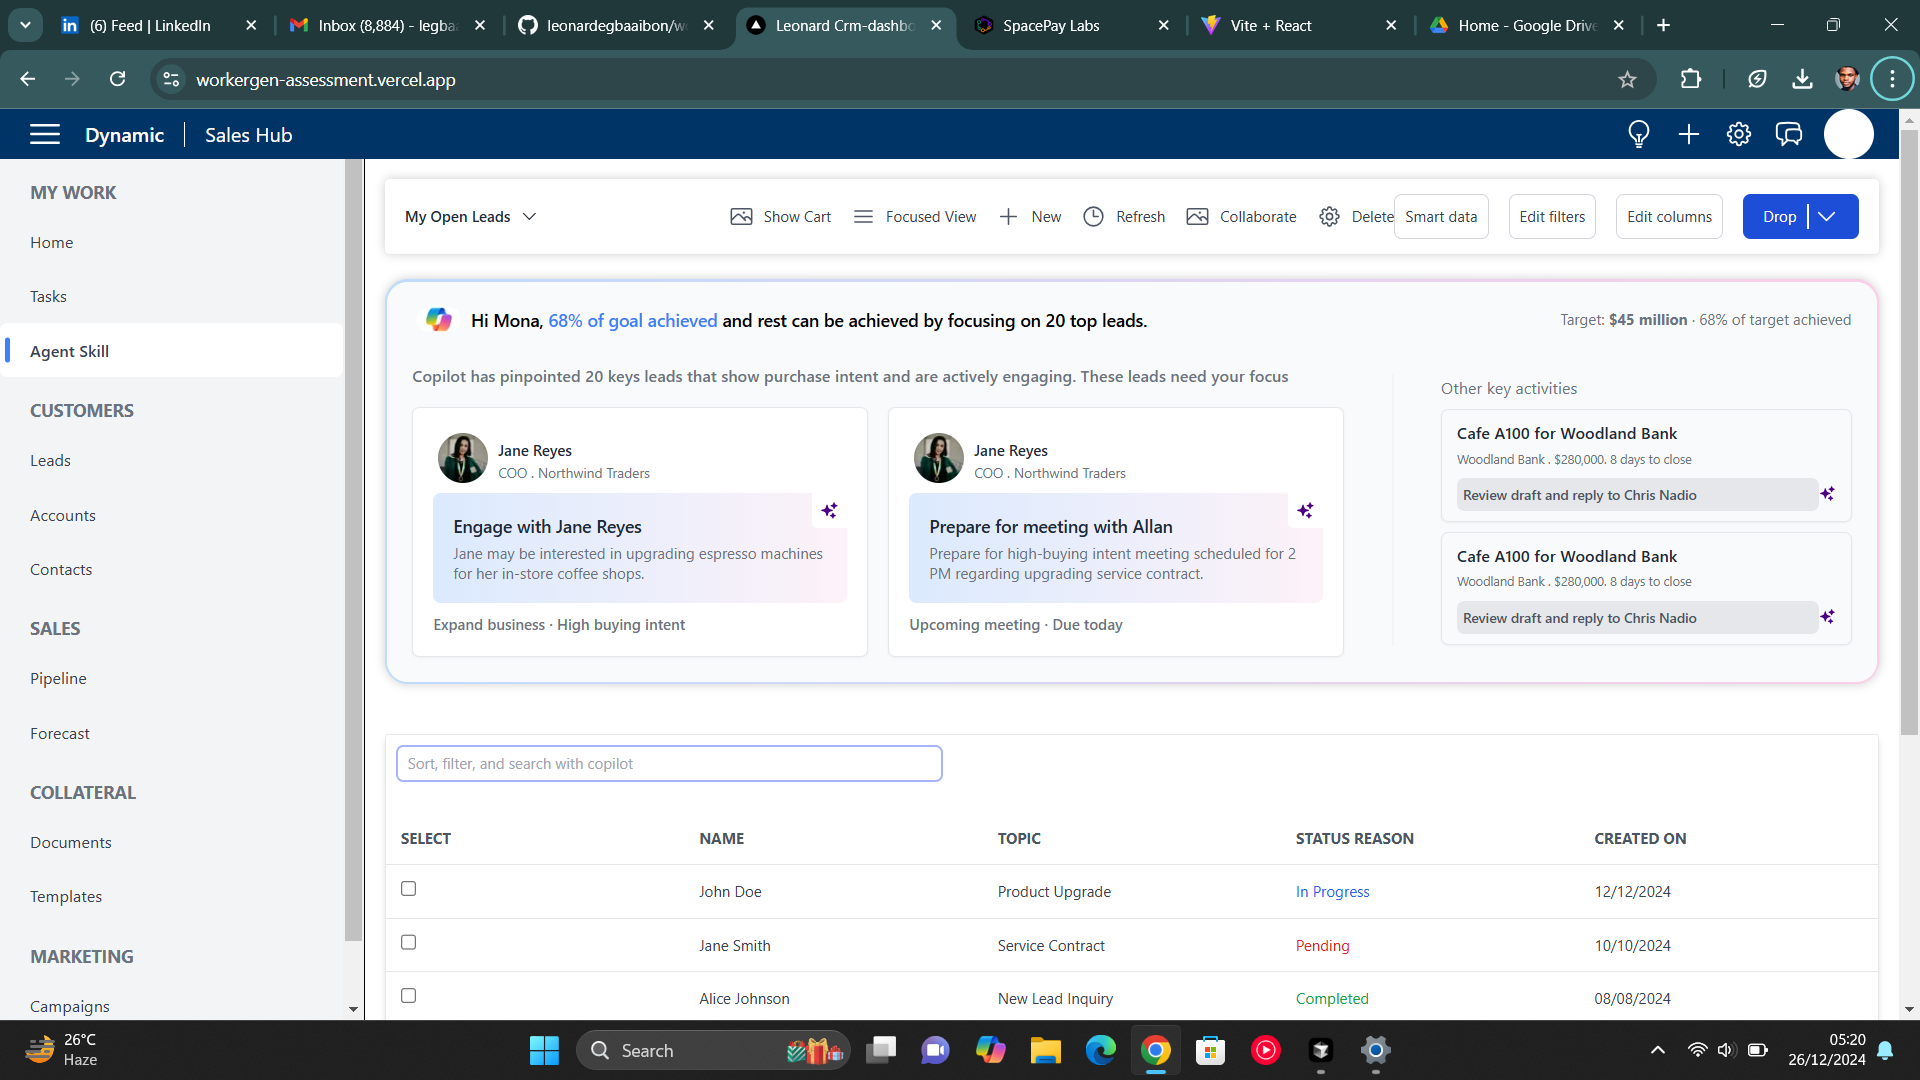 (6) Feed | LinkedIn
Inbox (8,884) - legba
leonardegbaaibon/w
Leonard Crm-dashbo
SpacePay Labs
Vite + React
Home - Google Drive
workergen-assessment.vercel.app
Dynamic
Sales Hub
MY WORK
Home
Tasks
Agent Skill
CUSTOMERS
Leads
Accounts
Contacts
SALES
Pipeline
Forecast
COLLATERAL
Documents
Templates
MARKETING
Campaigns
My Open Leads
Show Cart
Focused View
New
Refresh
Collaborate
Delete
Smart data
Edit filters
Edit columns
Drop
Hi Mona, 68% of goal achieved and rest can be achieved by focusing on 20 top leads.
Target: $45 million · 68% of target achieved
Copilot has pinpointed 20 keys leads that show purchase intent and are actively engaging. These leads need your focus
Jane Reyes
COO . Northwind Traders
Engage with Jane Reyes
Jane may be interested in upgrading espresso machines
for her in-store coffee shops.
Expand business · High buying intent
Jane Reyes
COO . Northwind Traders
Prepare for meeting with Allan
Prepare for high-buying intent meeting scheduled for 2
PM regarding upgrading service contract.
Upcoming meeting · Due today
Other key activities
Cafe A100 for Woodland Bank
Woodland Bank . $280,000. 8 days to close
Review draft and reply to Chris Nadio
Cafe A100 for Woodland Bank
Woodland Bank . $280,000. 8 days to close
Review draft and reply to Chris Nadio
Sort, filter, and search with copilot
SELECT NAME TOPIC STATUS REASON CREATED ON
John Doe Product Upgrade In Progress 12/12/2024
Jane Smith Service Contract Pending 10/10/2024
Alice Johnson New Lead Inquiry Completed 08/08/2024
26°C
Haze
Search
05:20
26/12/2024